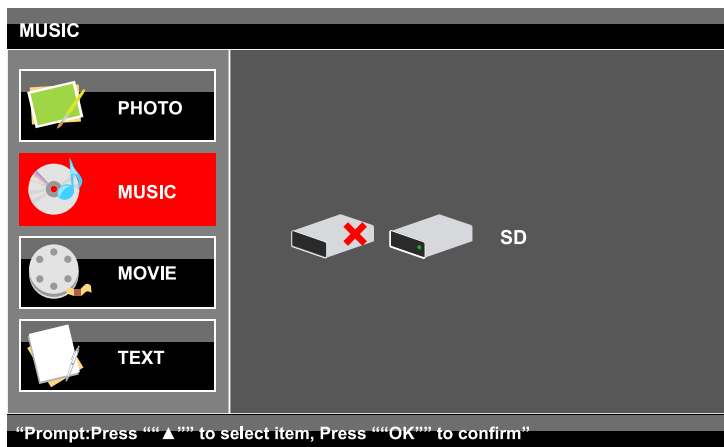 MUSIC
PHOTO
MUSIC
SD
MOVIE
TEXT
“Prompt:Press ““▲”” to select item, Press ““OK”” to confirm”